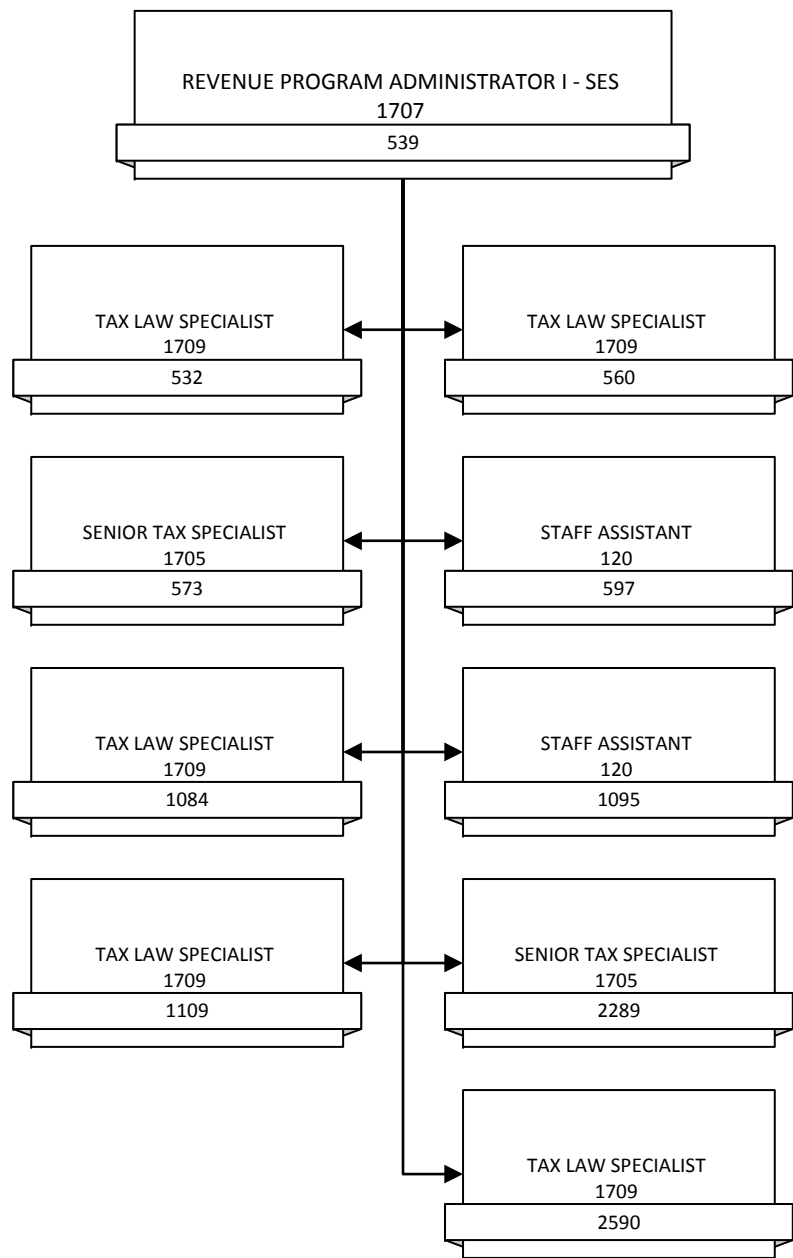 REVENUE PROGRAM ADMINISTRATOR I - SES
1707
539
TAX LAW SPECIALIST
1709
532
TAX LAW SPECIALIST
1709
560
SENIOR TAX SPECIALIST
1705
573
STAFF ASSISTANT
120
597
TAX LAW SPECIALIST
1709
1084
STAFF ASSISTANT
120
1095
TAX LAW SPECIALIST
1709
1109
SENIOR TAX SPECIALIST
1705
2289
TAX LAW SPECIALIST
1709
2590